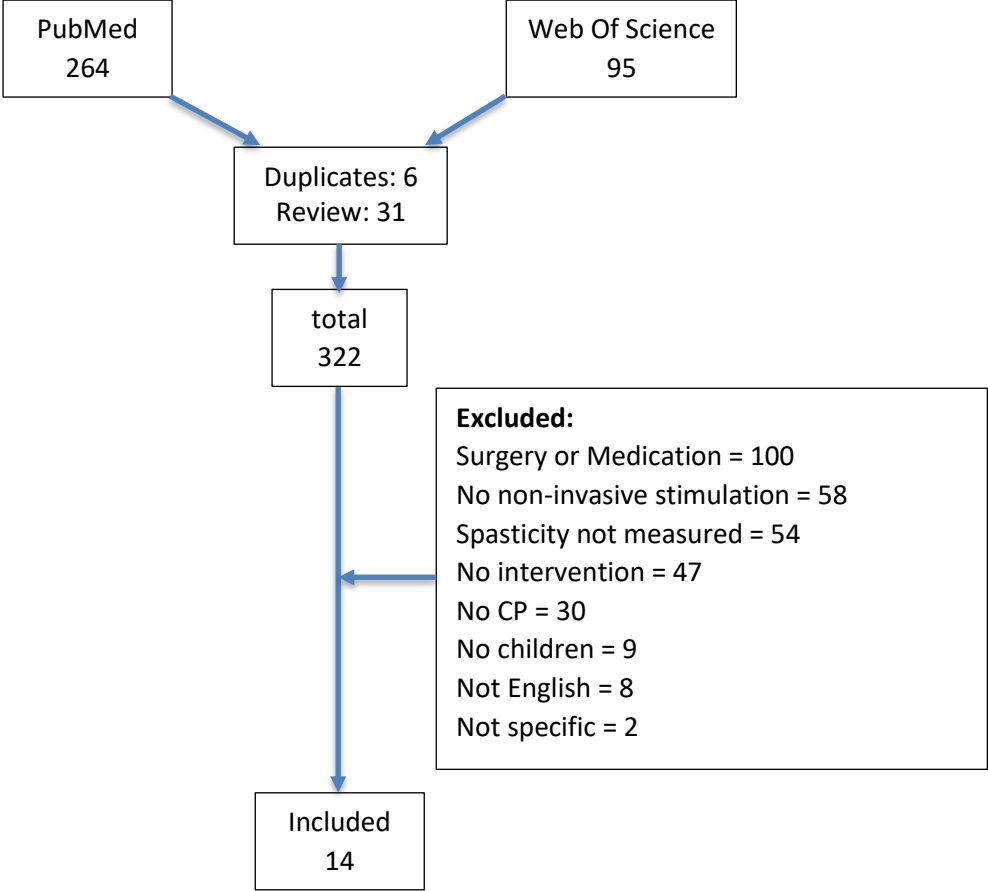 PubMed
264
Web Of Science
95
Duplicates: 6
Review: 31
total
322
Excluded:
Surgery or Medication = 100
No non-invasive stimulation = 58
Spasticity not measured = 54
No intervention = 47
No CP = 30
No children = 9
Not English = 8
Not specific = 2
Included
14